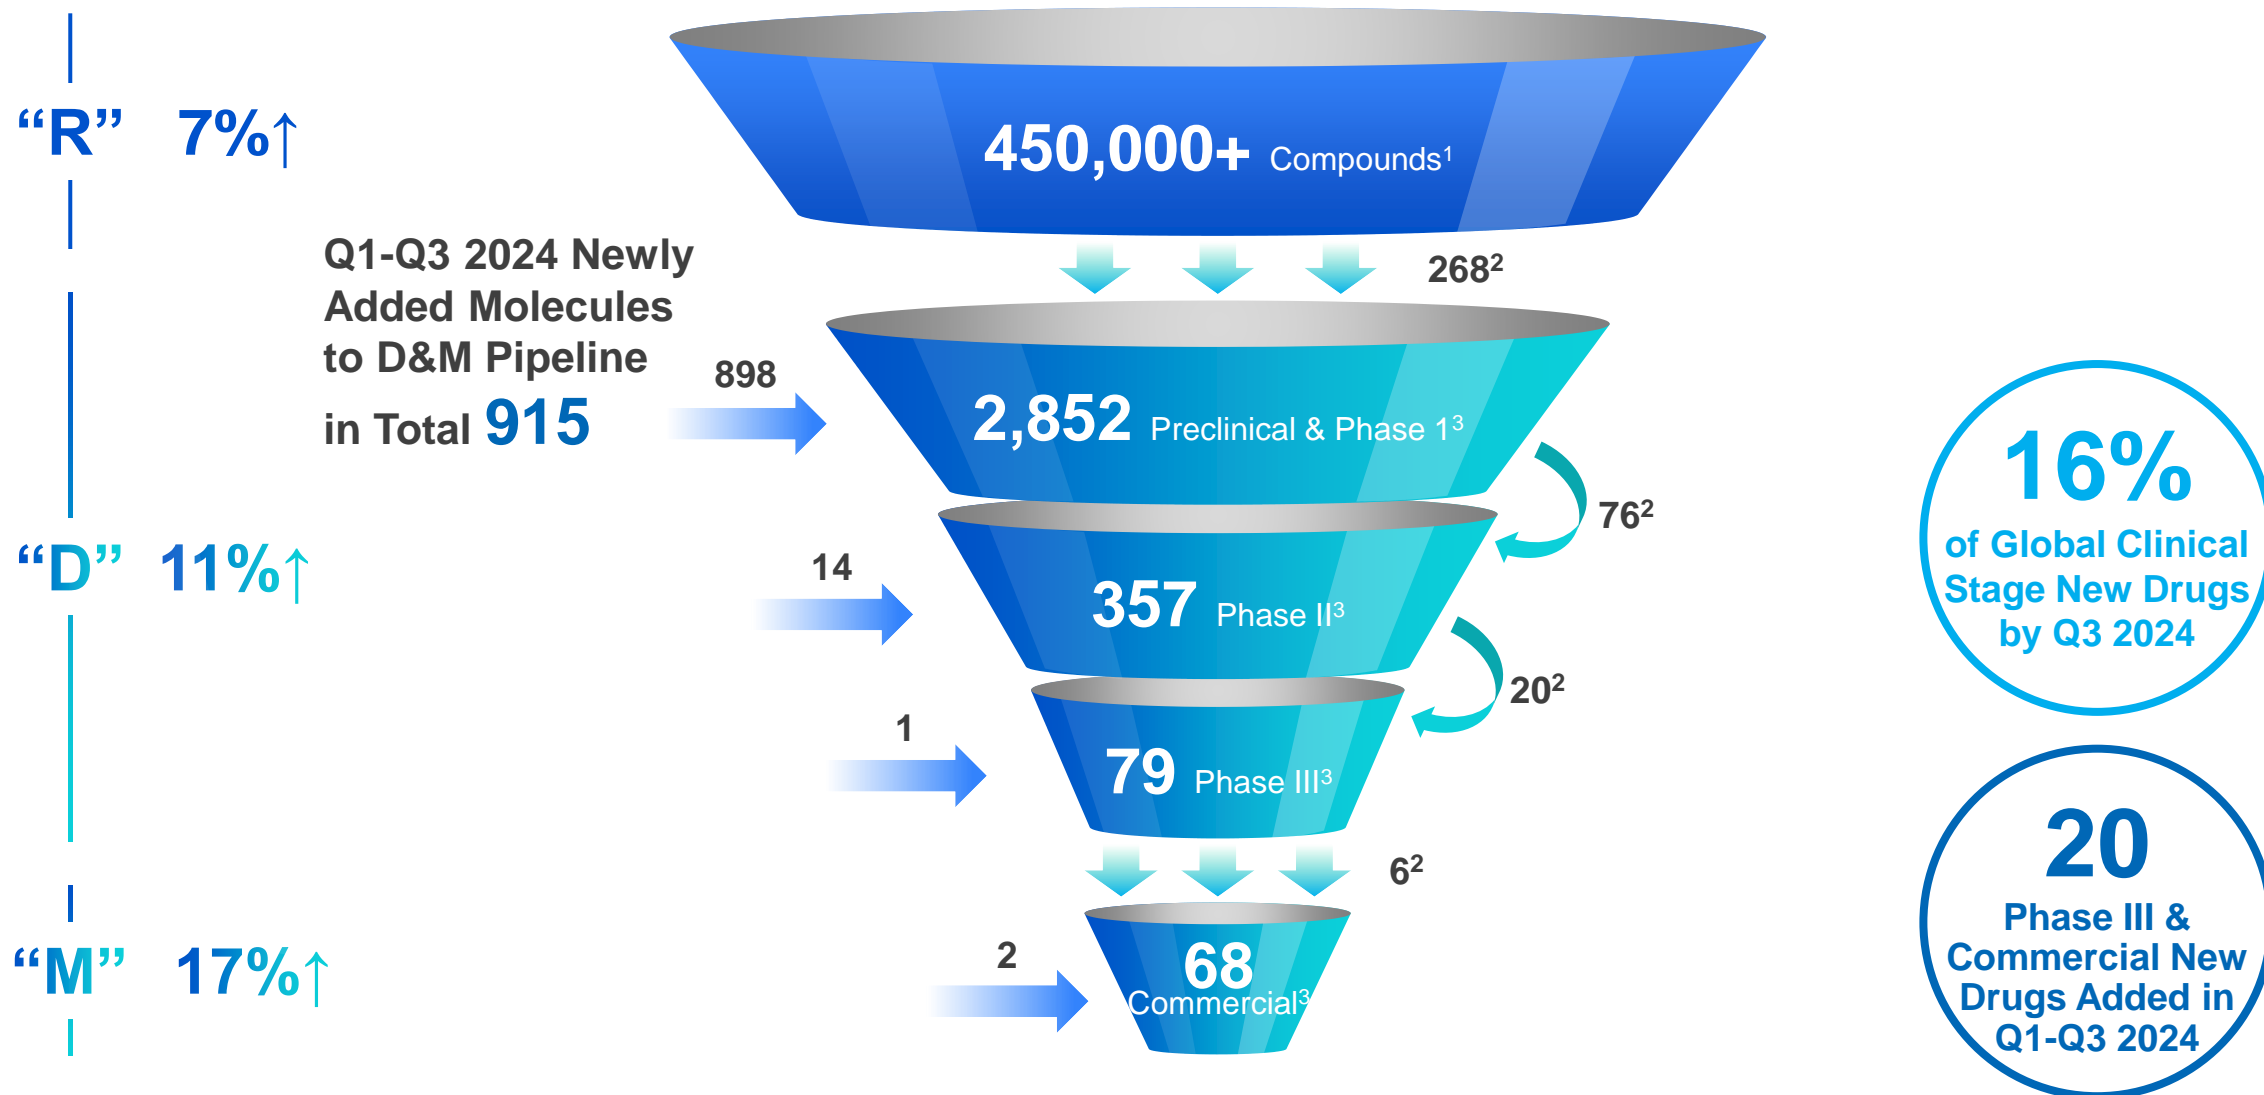 “R” 7%↑
450,000+ Compounds¹
268²
Q1-Q3 2024 Newly
Added Molecules
to D&M Pipeline
in Total 915
898
2,852 Preclinical & Phase 1³
76²
“D” 11%↑
14
357 Phase II³
20²
1
79 Phase III³
6²
“M” 17%↑
2
68
Commercial³
16%
of Global Clinical
Stage New Drugs
by Q3 2024
20
Phase III &
Commercial New
Drugs Added in
Q1-Q3 2024